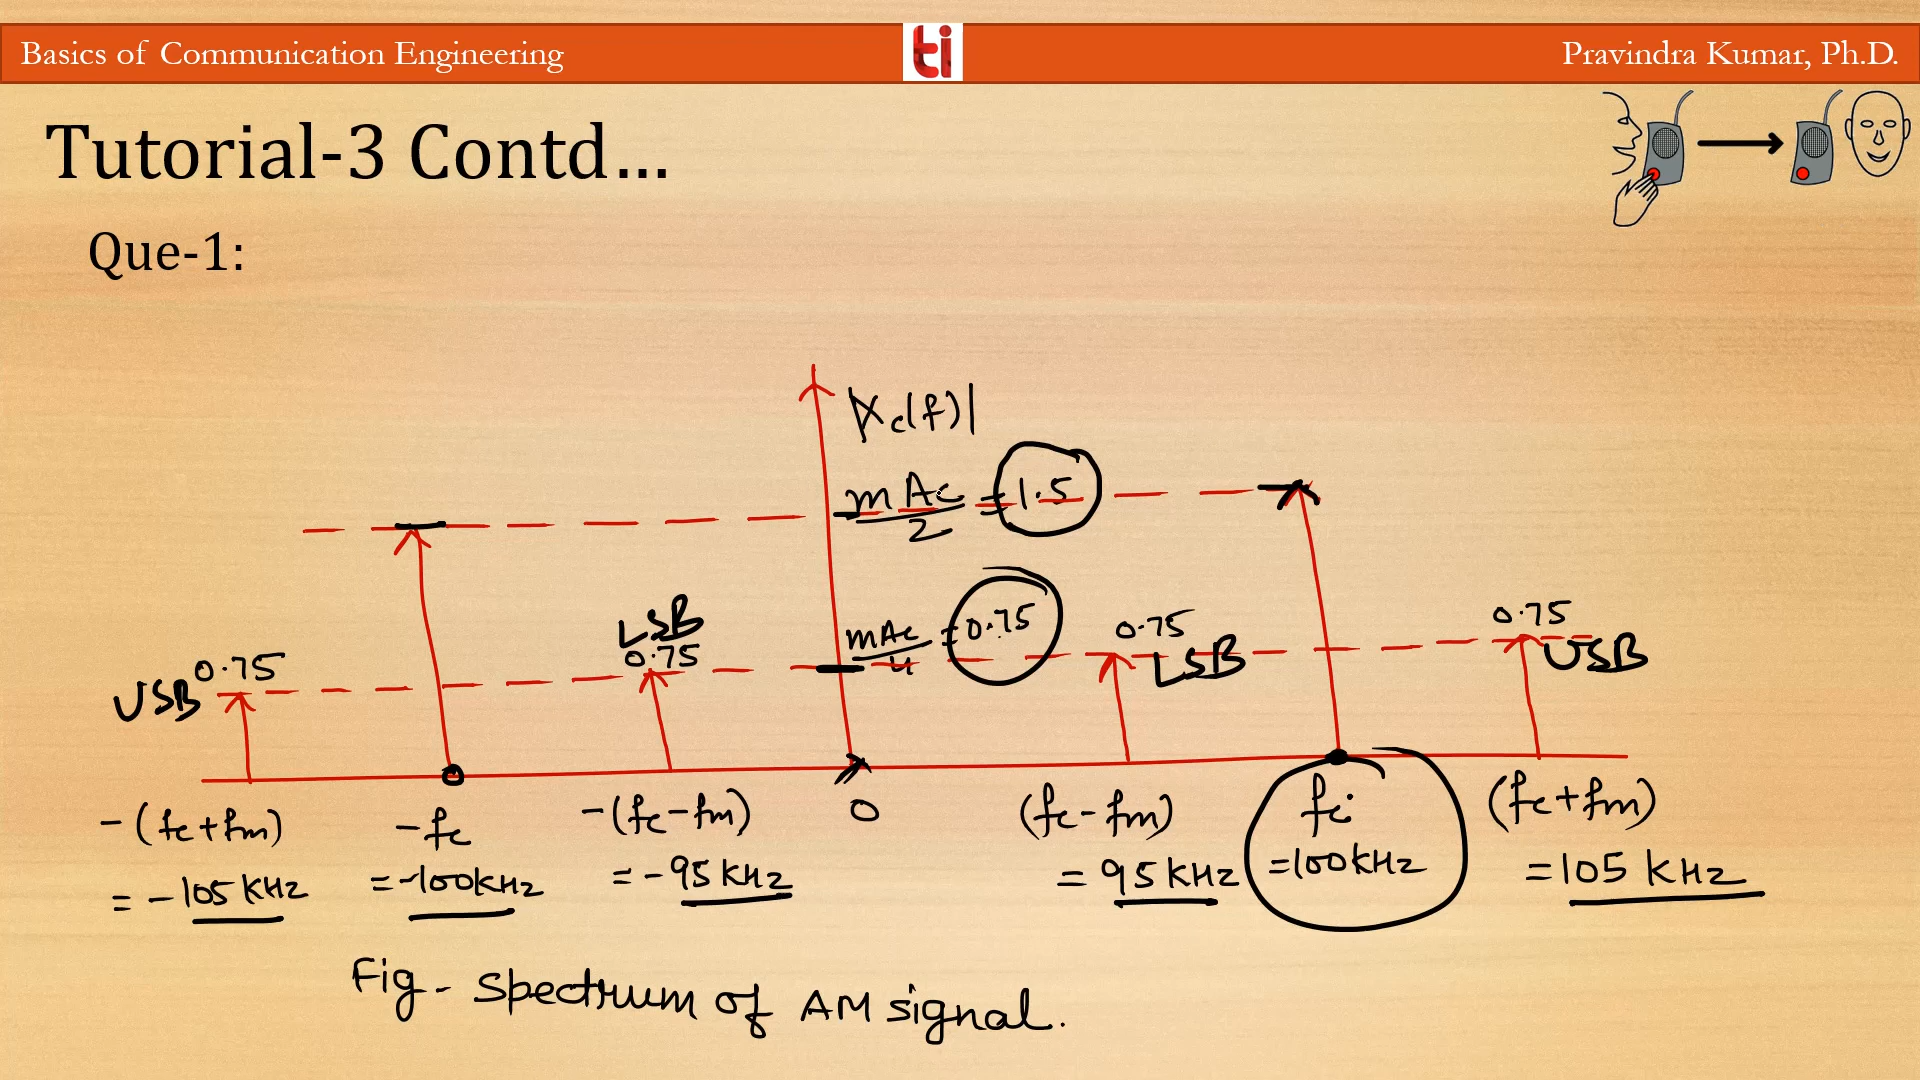 Basics of Communication Engineering
ti
Pravindra Kumar, Ph.D.
Tutorial-3 Contd…
Que-1:
|Xc(f)|
mAc/2 = 1.5
mAc/4 = 0.75
USB 0.75
LSB
0.75
0.75
LSB
0.75
USB
-(fc+fm)
-fc
-(fc-fm)
0
(fc-fm)
fc
(fc+fm)
= -105 KHz
= -100KHz
= -95 KHz
= 95 KHz
=100KHz
=105 KHz
Fig- Spectrum of AM signal.